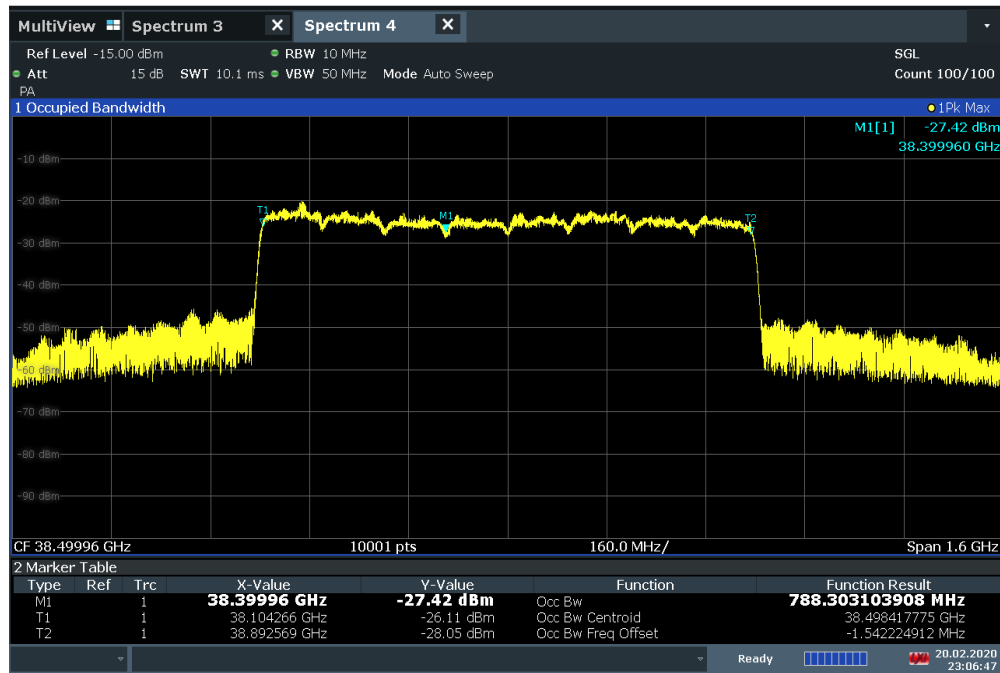 MultiView Spectrum 3 X Spectrum 4 X
Ref Level -15.00 dBm RBW 10 MHz SGL
Att 15 dB SWT 10.1 ms VBW 50 MHz Mode Auto Sweep Count 100/100
PA
1 Occupied Bandwidth 1Pk Max
M1[1] -27.42 dBm
38.399960 GHz
-10 dBm
-20 dBm
T1 M1 T2
-30 dBm
-40 dBm
-50 dBm
-60 dBm
-70 dBm
-80 dBm
-90 dBm
CF 38.49996 GHz 10001 pts 160.0 MHz/ Span 1.6 GHz
2 Marker Table
Type Ref Trc X-Value Y-Value Function Function Result
M1 1 38.39996 GHz -27.42 dBm Occ Bw 788.303103908 MHz
T1 1 38.104266 GHz -26.11 dBm Occ Bw Centroid 38.498417775 GHz
T2 1 38.892569 GHz -28.05 dBm Occ Bw Freq Offset -1.542224912 MHz
Ready 20.02.2020
23:06:47